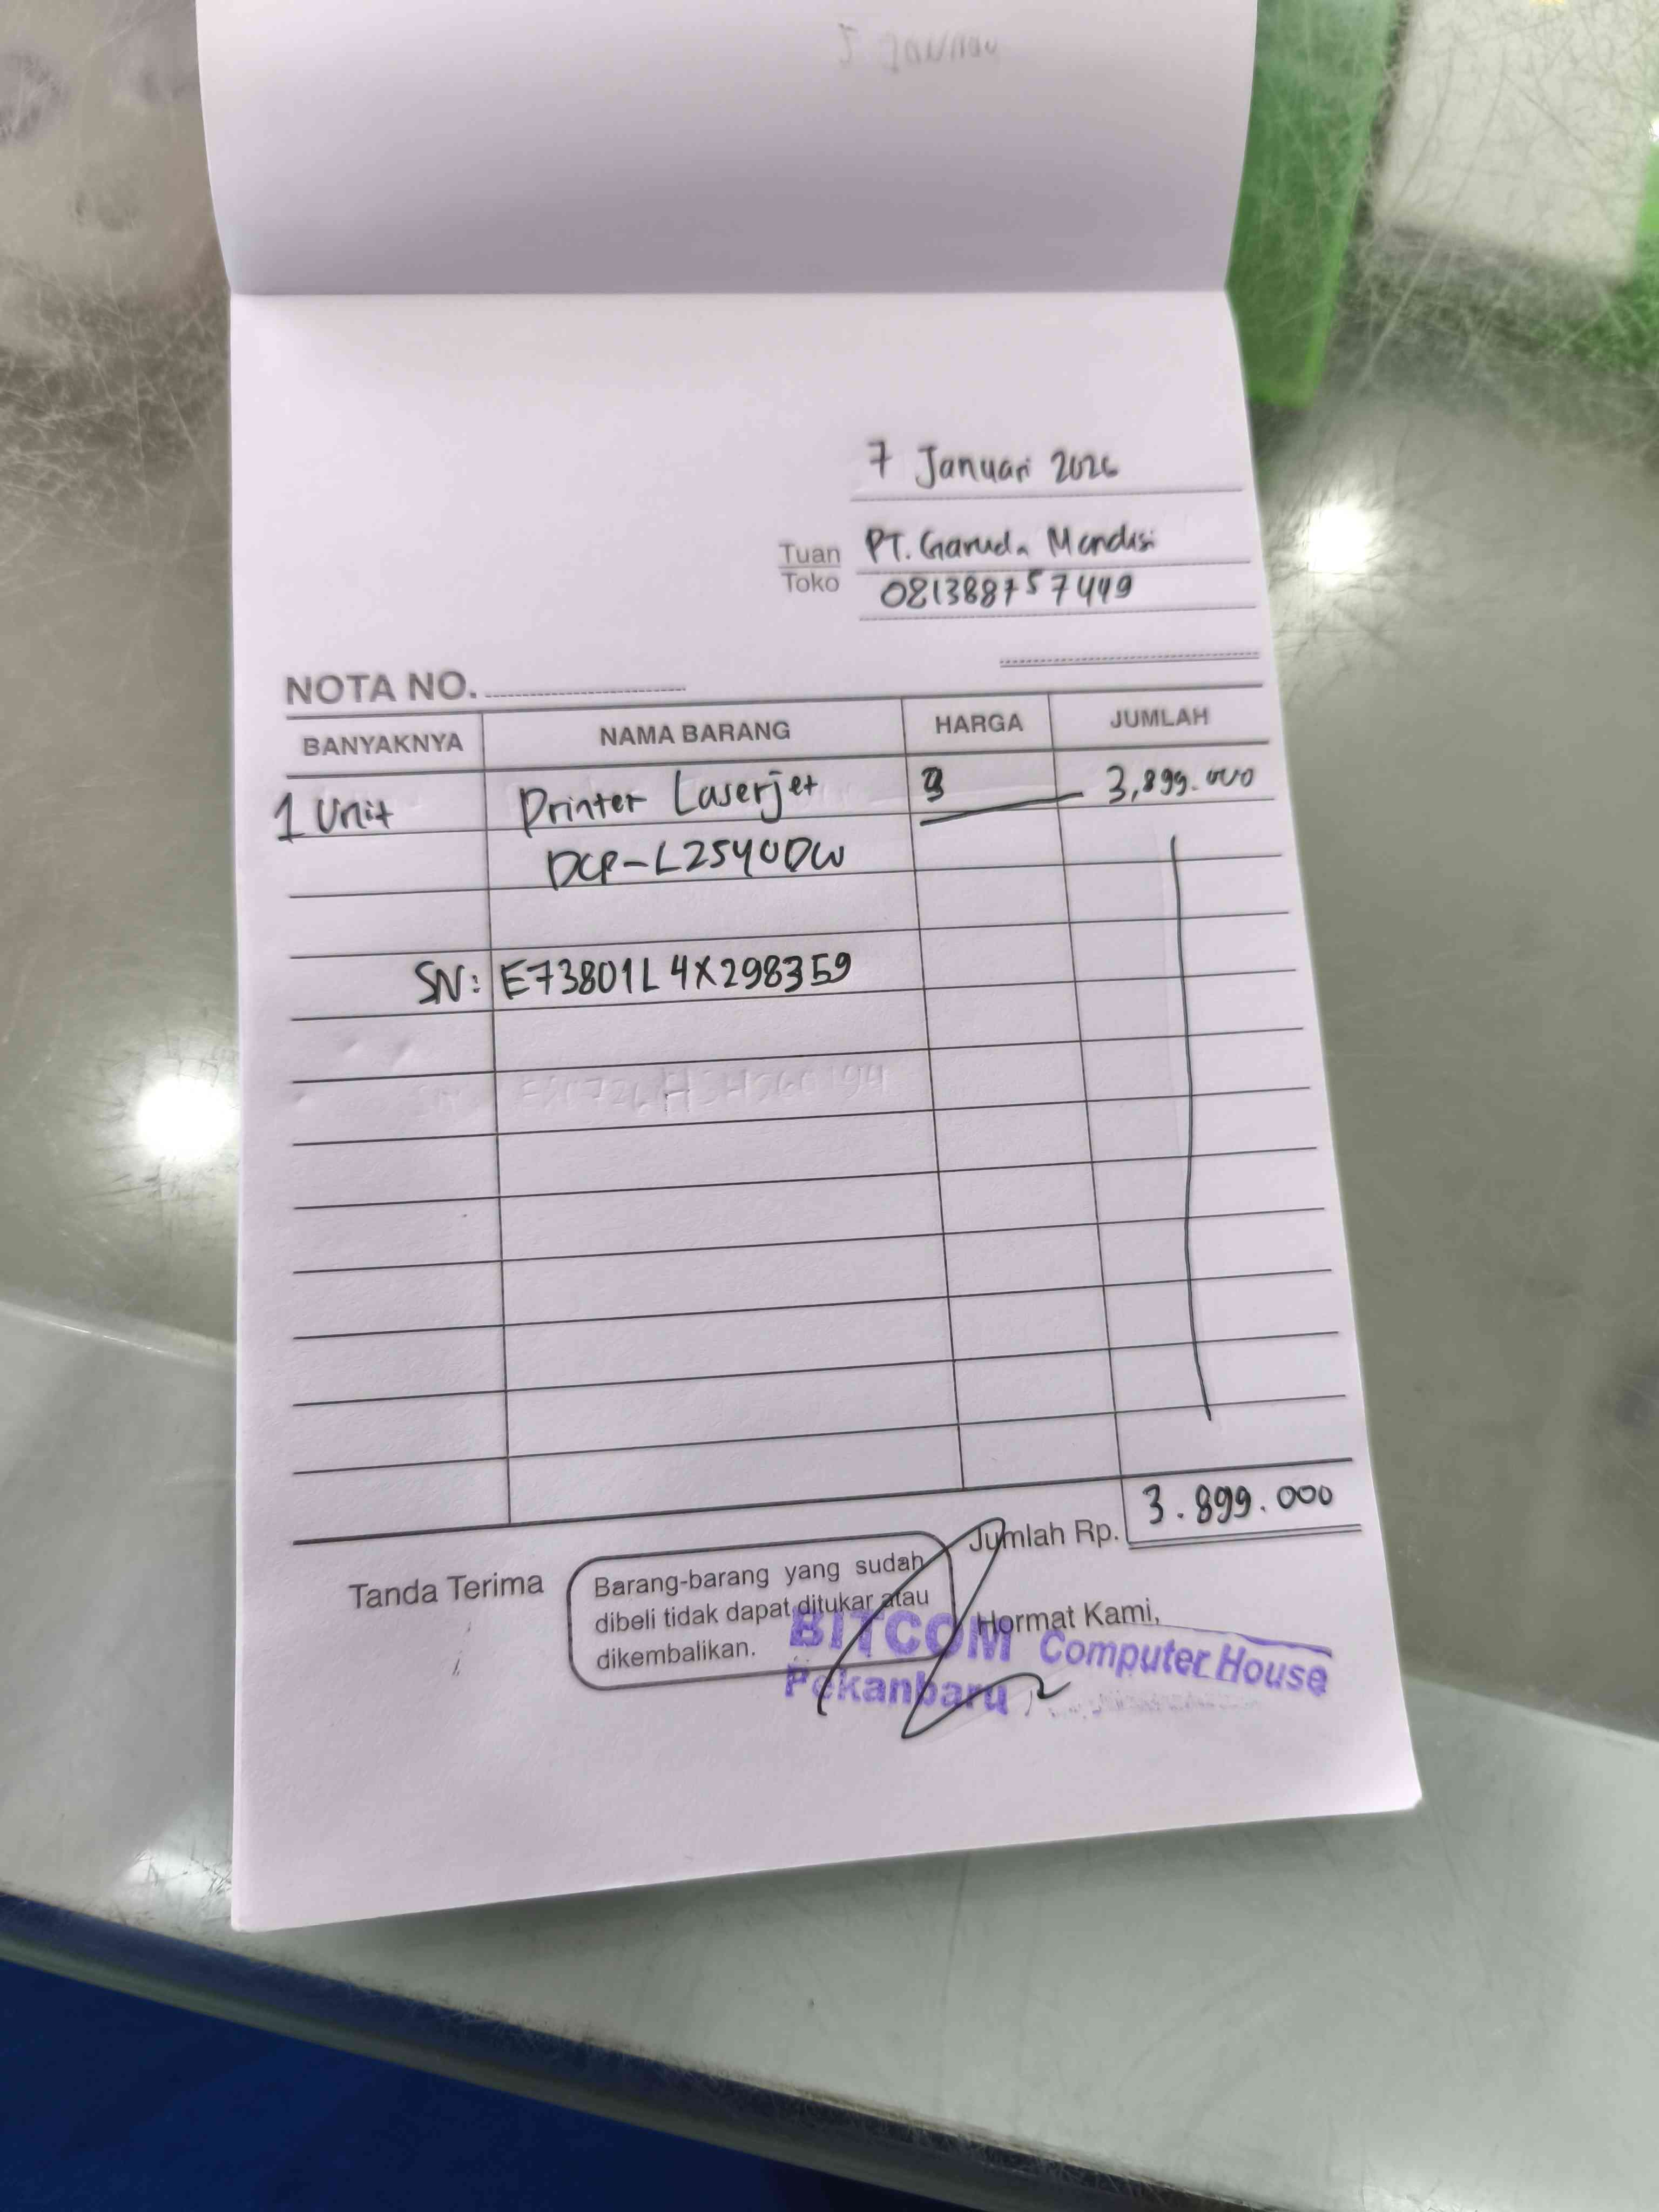 7 Januari 2026
Tuan PT. Garuda Mandisi
Toko 081388757449
NOTA NO.
BANYAKNYA NAMA BARANG HARGA JUMLAH
1 Unit Printer Laserjet 3,899.000
DCP-L2540DW
SN: E73801L4X298359
Jumlah Rp. 3.899.000
Tanda Terima
Barang-barang yang sudah
dibeli tidak dapat ditukar atau
dikembalikan.
Hormat Kami,
BITCOM Computer House
Pekanbaru